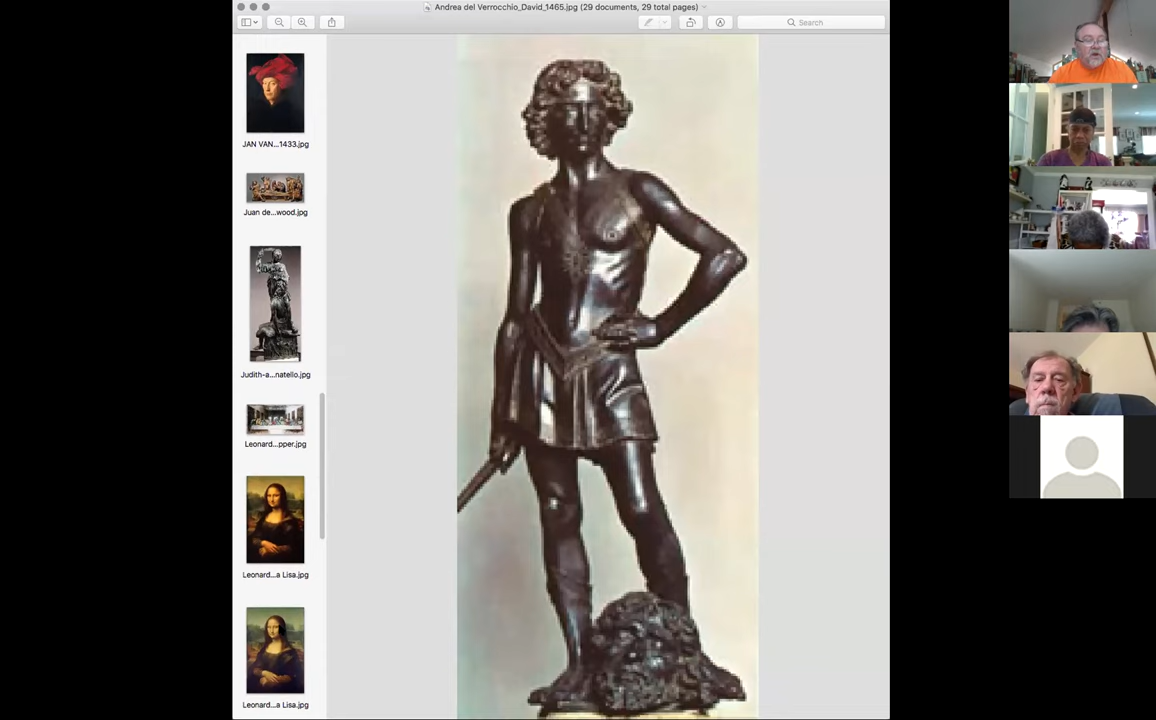 Andrea del Verrocchio_David_1465.jpg (29 documents, 29 total pages)
Search
JAN VAN...1433.jpg
Juan de...wood.jpg
Judith-a...natello.jpg
Leonard...pper.jpg
Leonard...a Lisa.jpg
Leonard...a Lisa.jpg